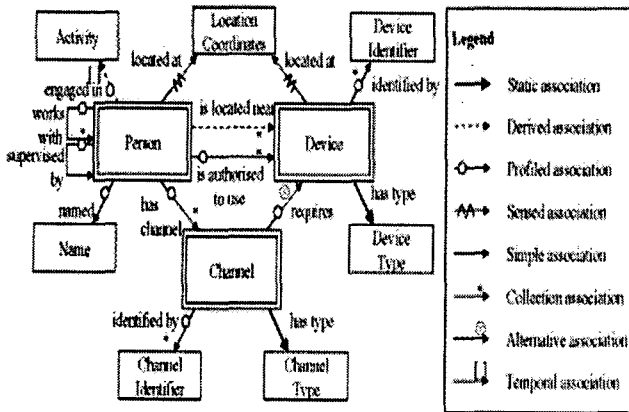 Activity
Location
Coordinates
Device
Identifier
located at
located at
identified by
engaged in
works
with
supervised
by
Person
is located near
Device
is authorised
to use
named
has
channel
requires
has type
Name
Channel
Device
Type
identified by
has type
Channel
Identifier
Channel
Type
Legend
Static association
Derived association
Profiled association
Sensed association
Simple association
Collection association
Alternative association
Temporal association